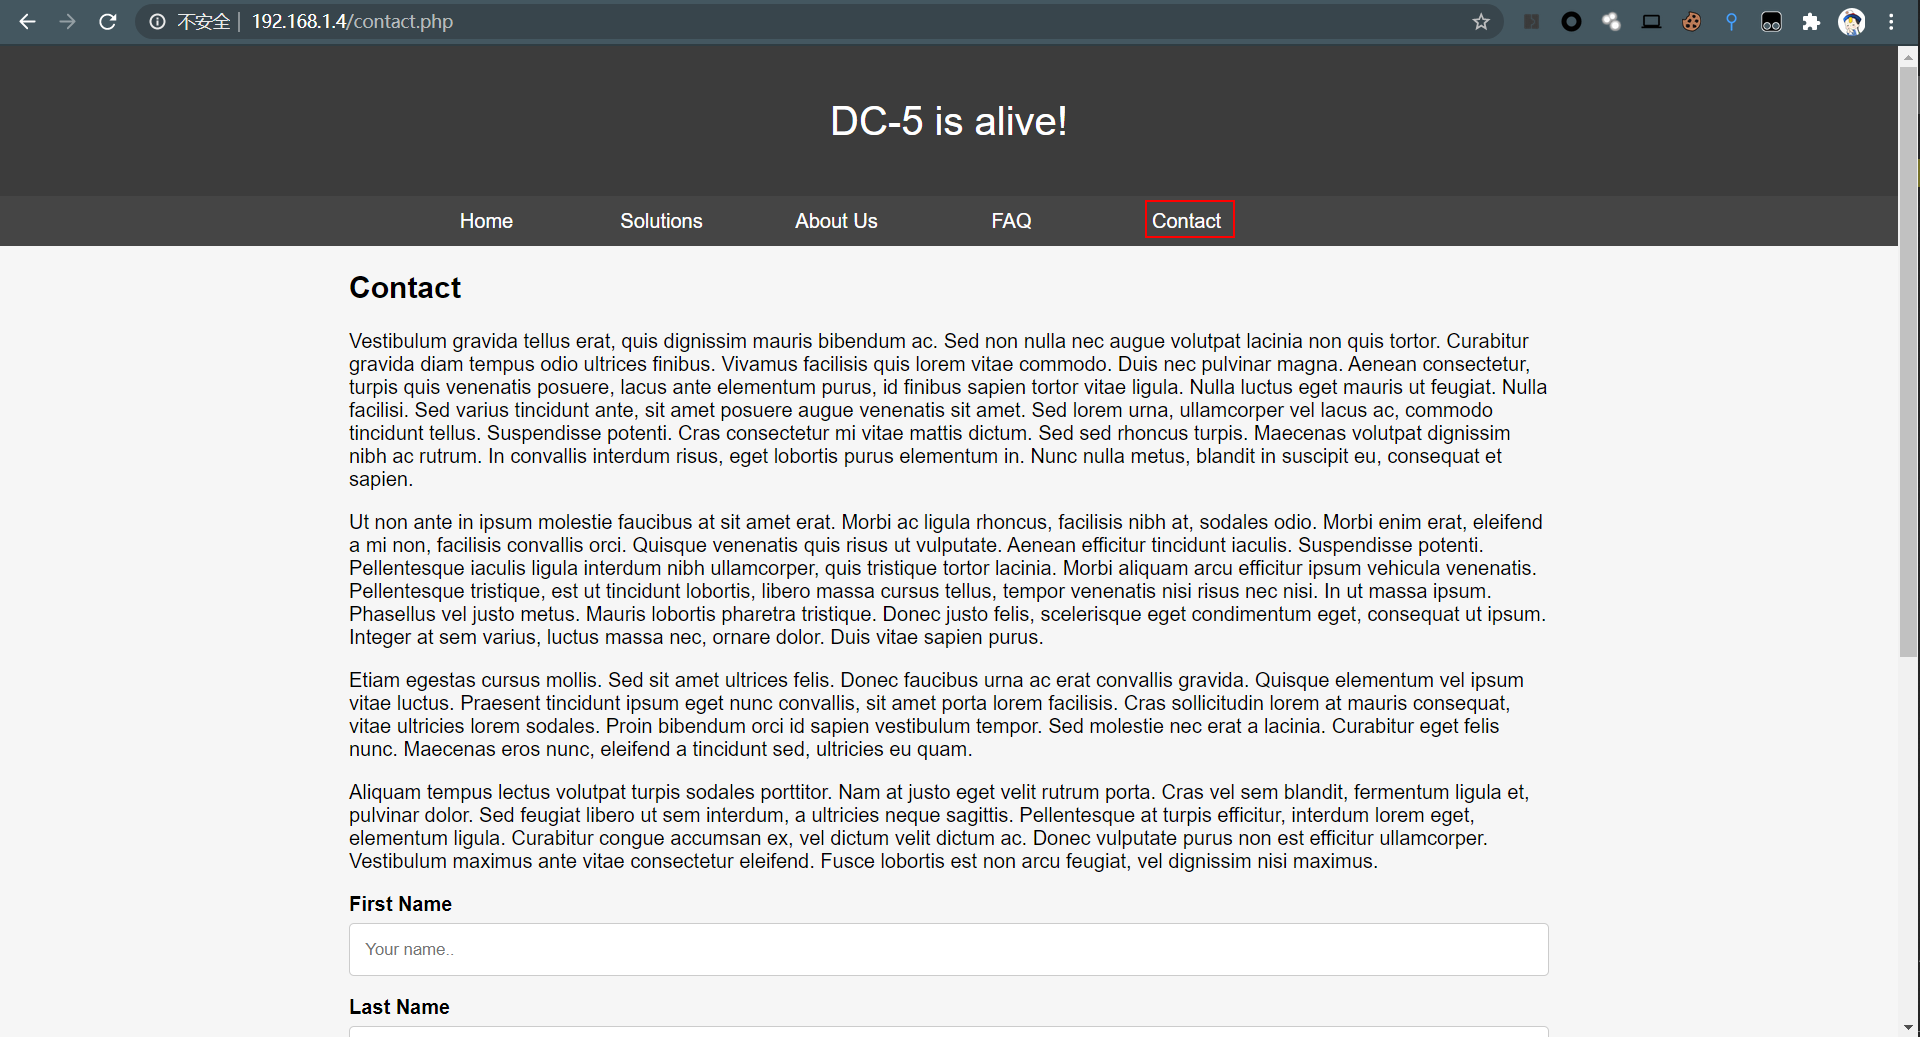 不安全 192.168.1.4/contact.php
DC-5 is alive!
Home Solutions About Us FAQ Contact
Contact
Vestibulum gravida tellus erat, quis dignissim mauris bibendum ac. Sed non nulla nec augue volutpat lacinia non quis tortor. Curabitur
gravida diam tempus odio ultrices finibus. Vivamus facilisis quis lorem vitae commodo. Duis nec pulvinar magna. Aenean consectetur,
turpis quis venenatis posuere, lacus ante elementum purus, id finibus sapien tortor vitae ligula. Nulla luctus eget mauris ut feugiat. Nulla
facilisi. Sed varius tincidunt ante, sit amet posuere augue venenatis sit amet. Sed lorem urna, ullamcorper vel lacus ac, commodo
tincidunt tellus. Suspendisse potenti. Cras consectetur mi vitae mattis dictum. Sed sed rhoncus turpis. Maecenas volutpat dignissim
nibh ac rutrum. In convallis interdum risus, eget lobortis purus elementum in. Nunc nulla metus, blandit in suscipit eu, consequat et
sapien.
Ut non ante in ipsum molestie faucibus at sit amet erat. Morbi ac ligula rhoncus, facilisis nibh at, sodales odio. Morbi enim erat, eleifend
a mi non, facilisis convallis orci. Quisque venenatis quis risus ut vulputate. Aenean efficitur tincidunt iaculis. Suspendisse potenti.
Pellentesque iaculis ligula interdum nibh ullamcorper, quis tristique tortor lacinia. Morbi aliquam arcu efficitur ipsum vehicula venenatis.
Pellentesque tristique, est ut tincidunt lobortis, libero massa cursus tellus, tempor venenatis nisi risus nec nisi. In ut massa ipsum.
Phasellus vel justo metus. Mauris lobortis pharetra tristique. Donec justo felis, scelerisque eget condimentum eget, consequat ut ipsum.
Integer at sem varius, luctus massa nec, ornare dolor. Duis vitae sapien purus.
Etiam egestas cursus mollis. Sed sit amet ultrices felis. Donec faucibus urna ac erat convallis gravida. Quisque elementum vel ipsum
vitae luctus. Praesent tincidunt ipsum eget nunc convallis, sit amet porta lorem facilisis. Cras sollicitudin lorem at mauris consequat,
vitae ultricies lorem sodales. Proin bibendum orci id sapien vestibulum tempor. Sed molestie nec erat a lacinia. Curabitur eget felis
nunc. Maecenas eros nunc, eleifend a tincidunt sed, ultricies eu quam.
Aliquam tempus lectus volutpat turpis sodales porttitor. Nam at justo eget velit rutrum porta. Cras vel sem blandit, fermentum ligula et,
pulvinar dolor. Sed feugiat libero ut sem interdum, a ultricies neque sagittis. Pellentesque at turpis efficitur, interdum lorem eget,
elementum ligula. Curabitur congue accumsan ex, vel dictum velit dictum ac. Donec vulputate purus non est efficitur ullamcorper.
Vestibulum maximus ante vitae consectetur eleifend. Fusce lobortis est non arcu feugiat, vel dignissim nisi maximus.
First Name
Your name..
Last Name